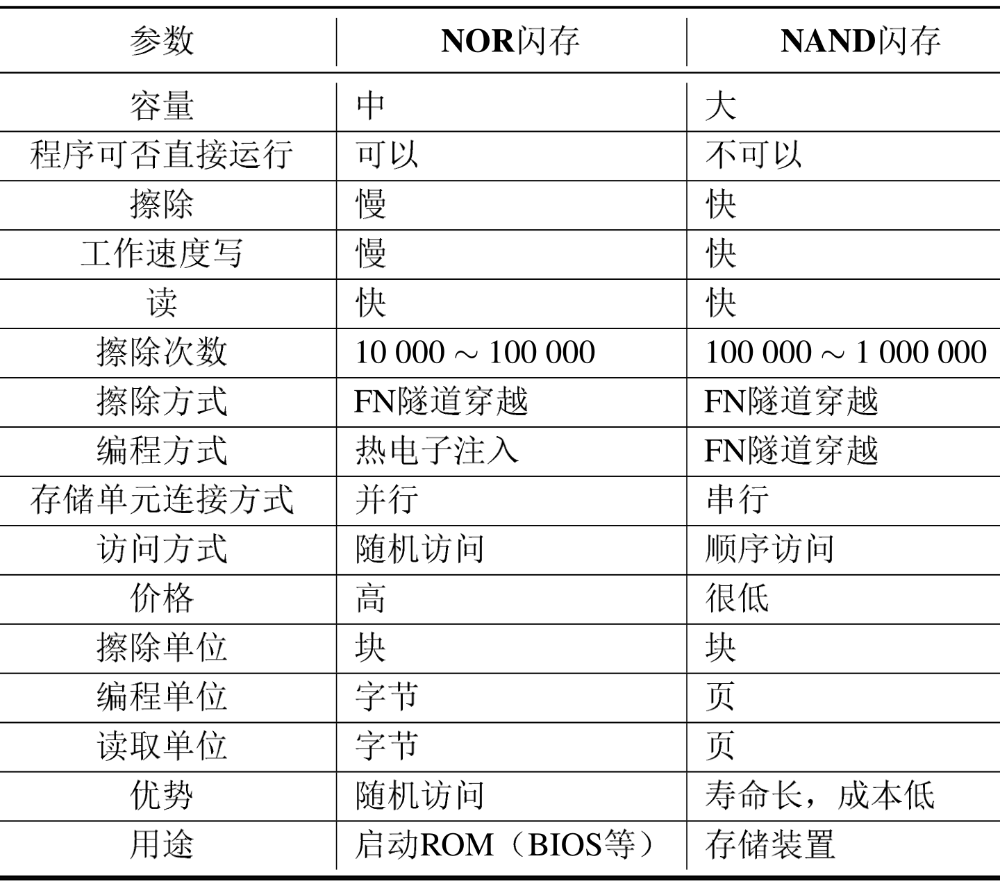 参数 NOR闪存 NAND闪存
容量 中 大
程序可否直接运行 可以 不可以
擦除 慢 快
工作速度写 慢 快
读 快 快
擦除次数 10 000 ~ 100 000 100 000 ~ 1 000 000
擦除方式 FN隧道穿越 FN隧道穿越
编程方式 热电子注入 FN隧道穿越
存储单元连接方式 并行 串行
访问方式 随机访问 顺序访问
价格 高 很低
擦除单位 块 块
编程单位 字节 页
读取单位 字节 页
优势 随机访问 寿命长，成本低
用途 启动ROM（BIOS等） 存储装置